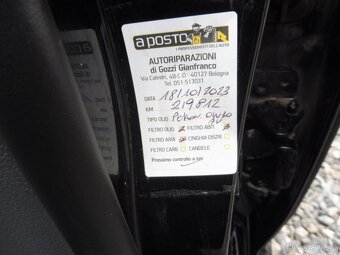 a posto
I PROFESSIONISTI DELL'AUTO
AUTORIPARAZIONI
di Gozzi Gianfranco
Via Calindri, 48-C-D - 40127 Bologna
Tel. 051-513031
DATA 18/10/2023
KM 219812
TIPO OLIO
FILTRO OLIO FILTRO ABIT.
FILTRO ARIA CINGHIA DISTR.
FILTRO CARB. CANDELE
Prossimo controllo a km